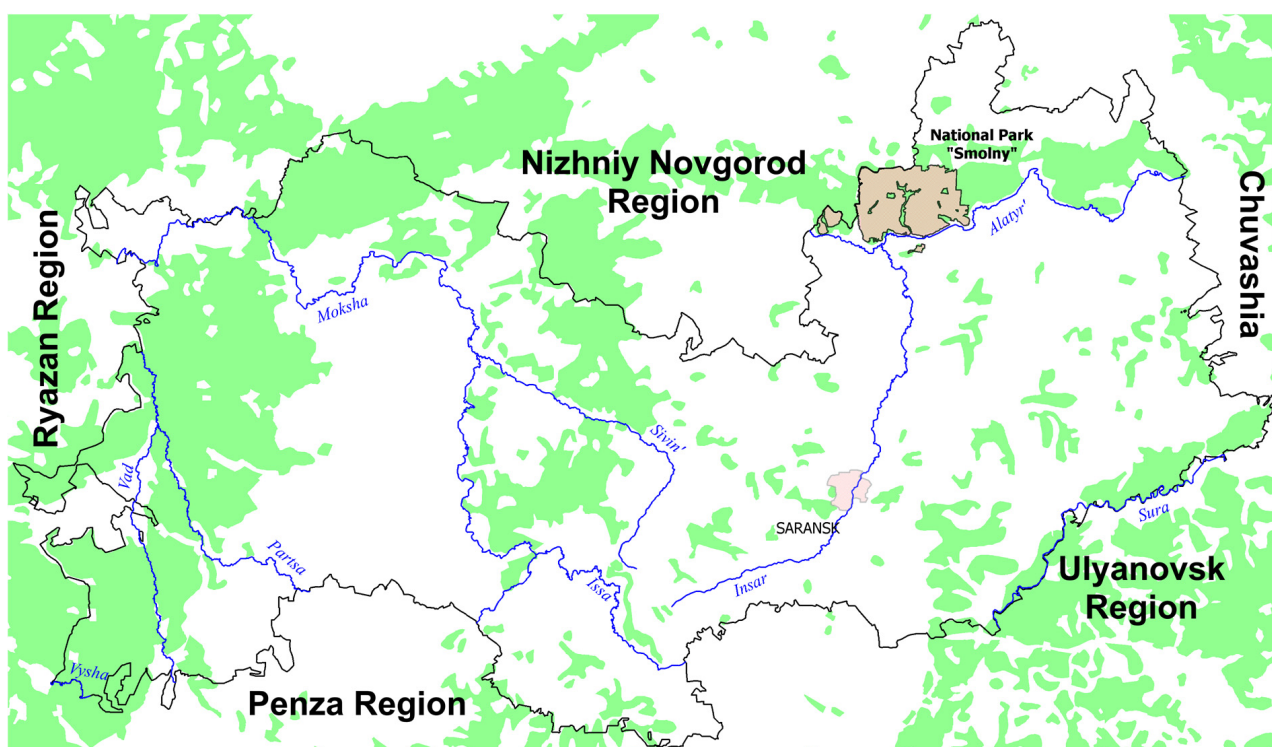 National Park
"Smolny"
Nizhniy Novgorod
Region
Chuvashia
Alatyr'
Ryazan Region
Moksha
Sivin'
Vad
SARANSK
Sura
Partsa
Issa
Insar
Ulyanovsk
Region
Vysha
Penza Region